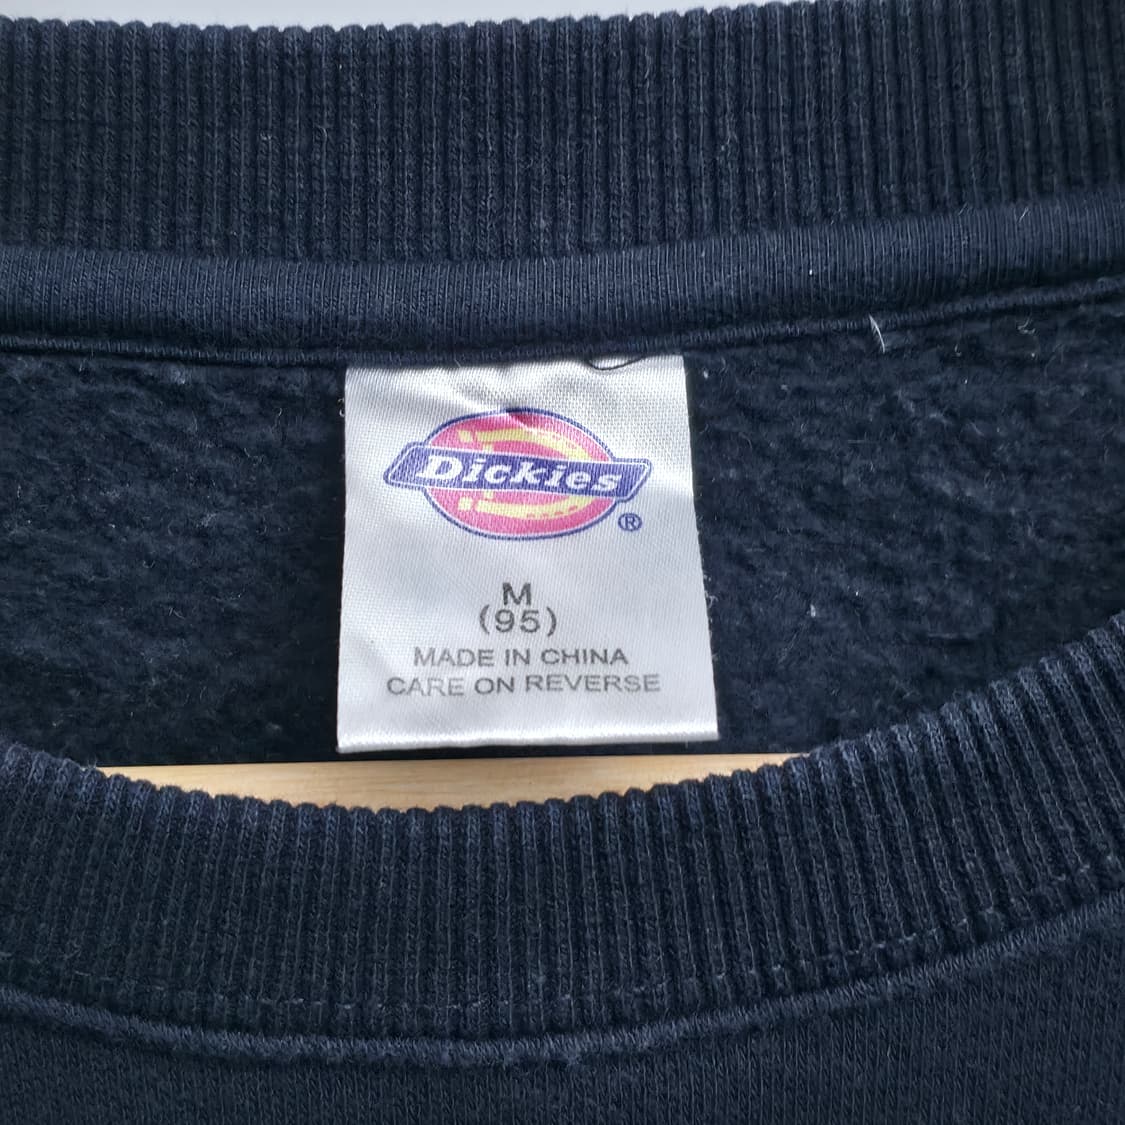 Dickies
®
M
(95)
MADE IN CHINA
CARE ON REVERSE